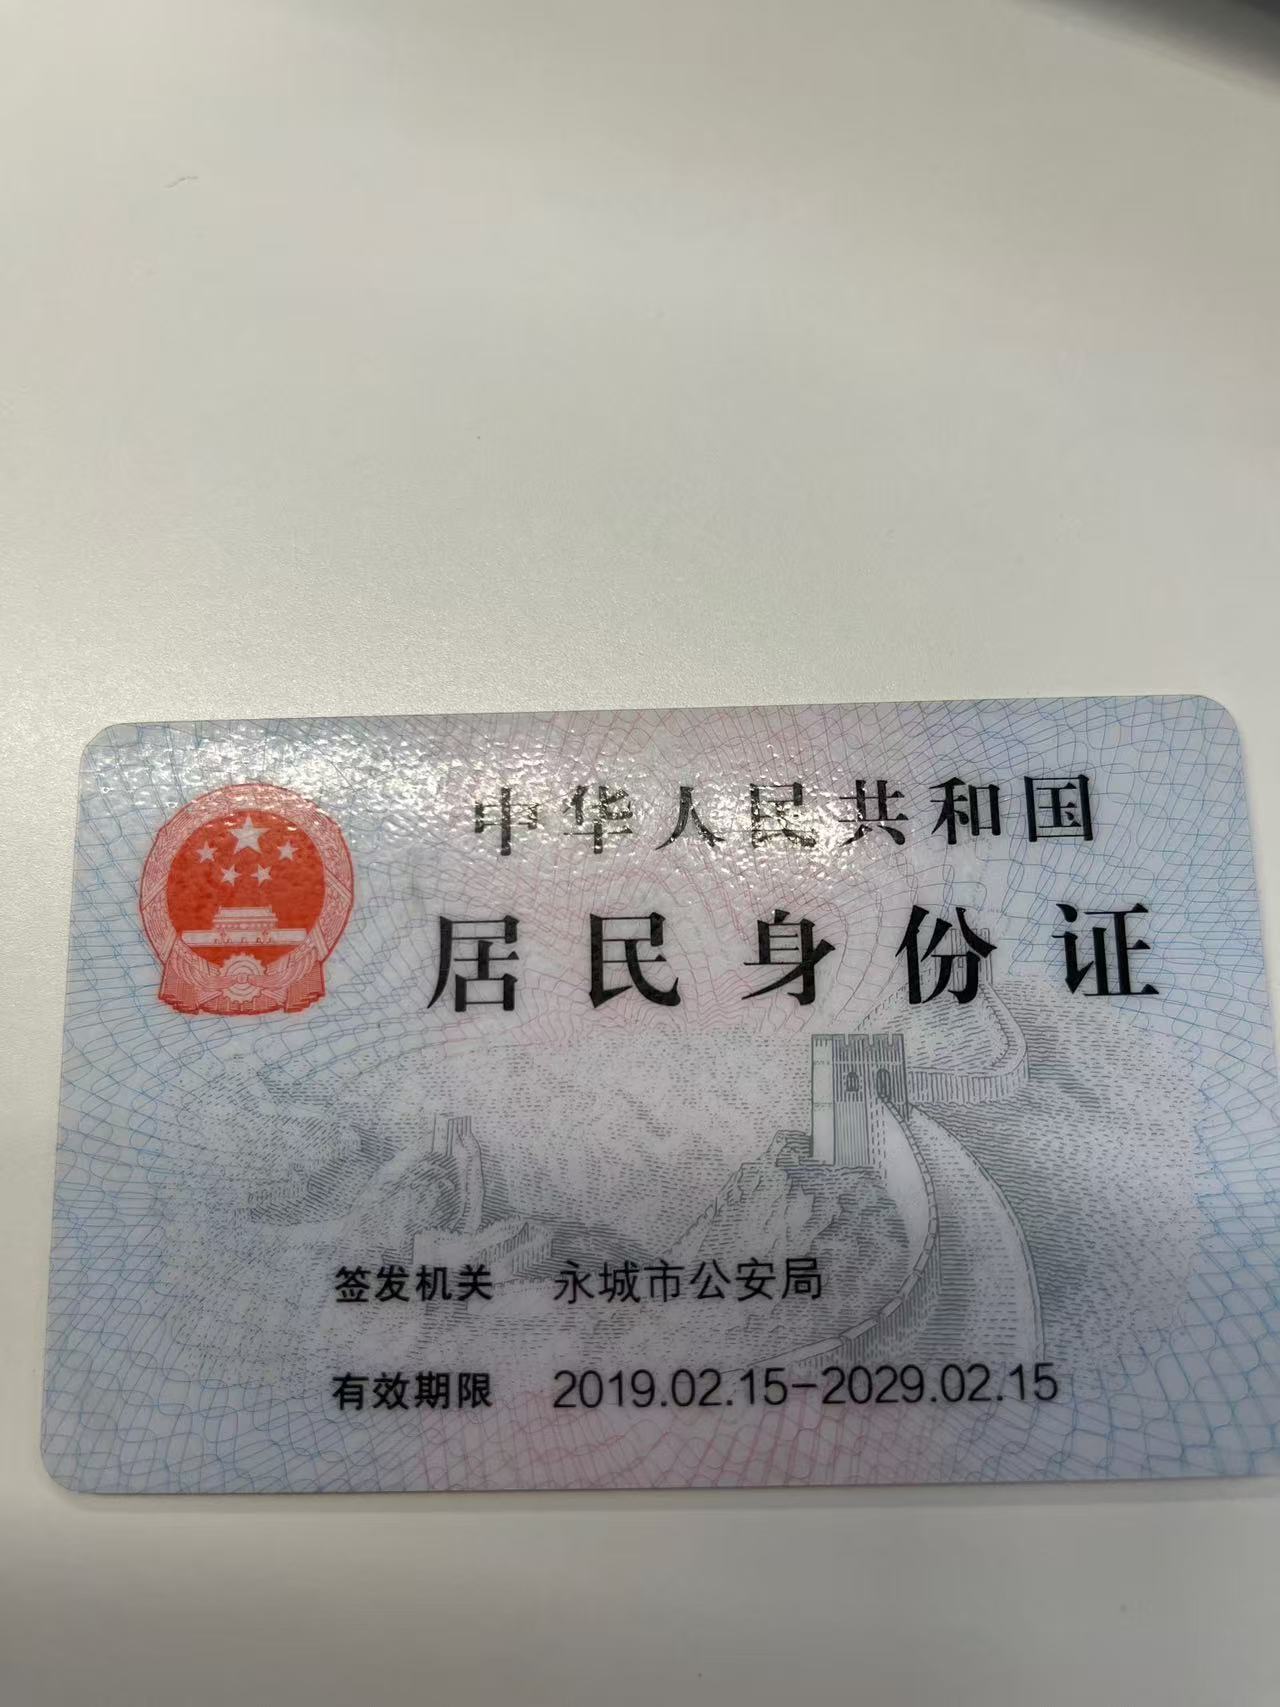 中华人民共和国
居民身份证
签发机关 永城市公安局
有效期限 2019.02.15-2029.02.15